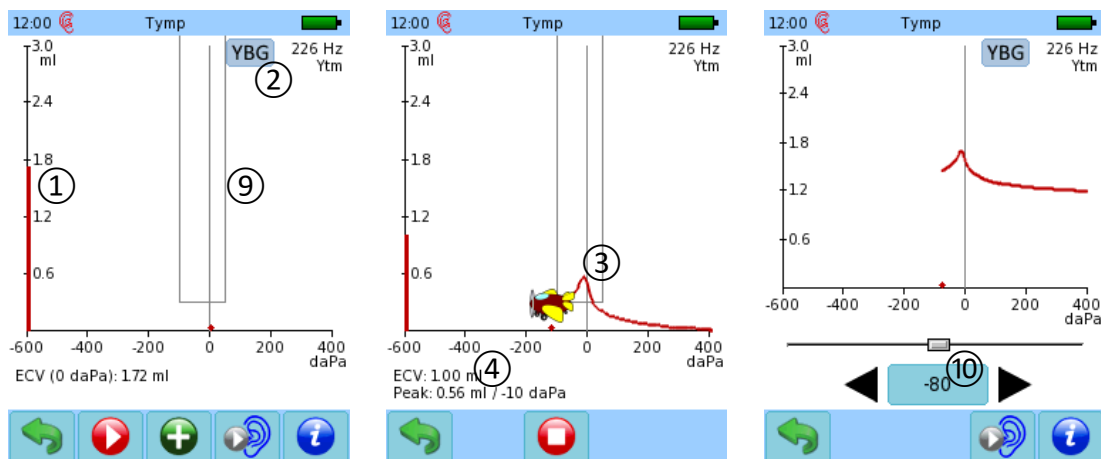 12:00 Tymp
3.0
ml
YBG
226 Hz
Ytm
②
2.4
1.8
①
⑨
1.2
0.6
-600 -400 -200 0 200 400
daPa
ECV (0 daPa): 1.72 ml
12:00 Tymp
3.0
ml
226 Hz
Ytm
2.4
1.8
1.2
③
0.6
-600 -400 -200 0 200 400
daPa
④
ECV: 1.00 ml
Peak: 0.56 ml / -10 daPa
12:00 Tymp
3.0
ml
YBG
226 Hz
Ytm
2.4
1.8
1.2
0.6
-600 -400 -200 0 200 400
daPa
-80
⑩